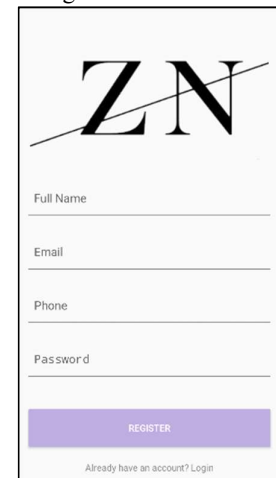 ZN
Full Name
Email
Phone
Password
REGISTER
Already have an account? Login